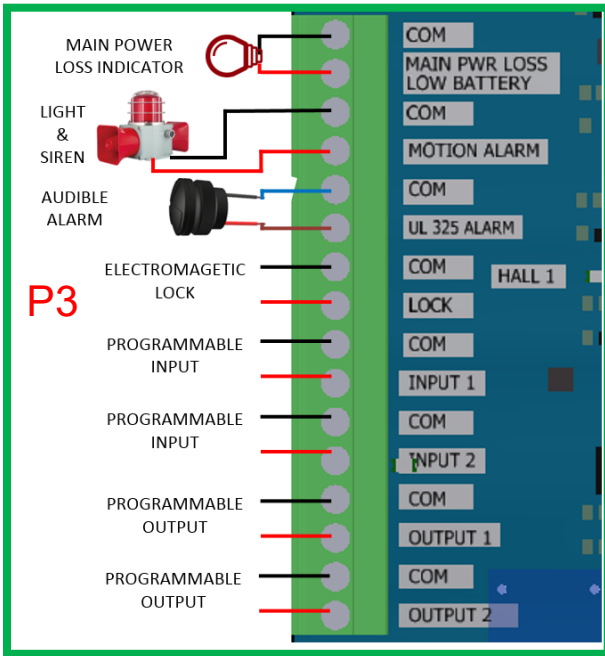 MAIN POWER
LOSS INDICATOR
COM
MAIN PWR LOSS
LOW BATTERY
LIGHT
&
SIREN
COM
MOTION ALARM
AUDIBLE
ALARM
COM
UL 325 ALARM
ELECTROMAGETIC
LOCK
COM
HALL 1
LOCK
P3
PROGRAMMABLE
INPUT
COM
INPUT 1
PROGRAMMABLE
INPUT
COM
INPUT 2
PROGRAMMABLE
OUTPUT
COM
OUTPUT 1
PROGRAMMABLE
OUTPUT
COM
OUTPUT 2